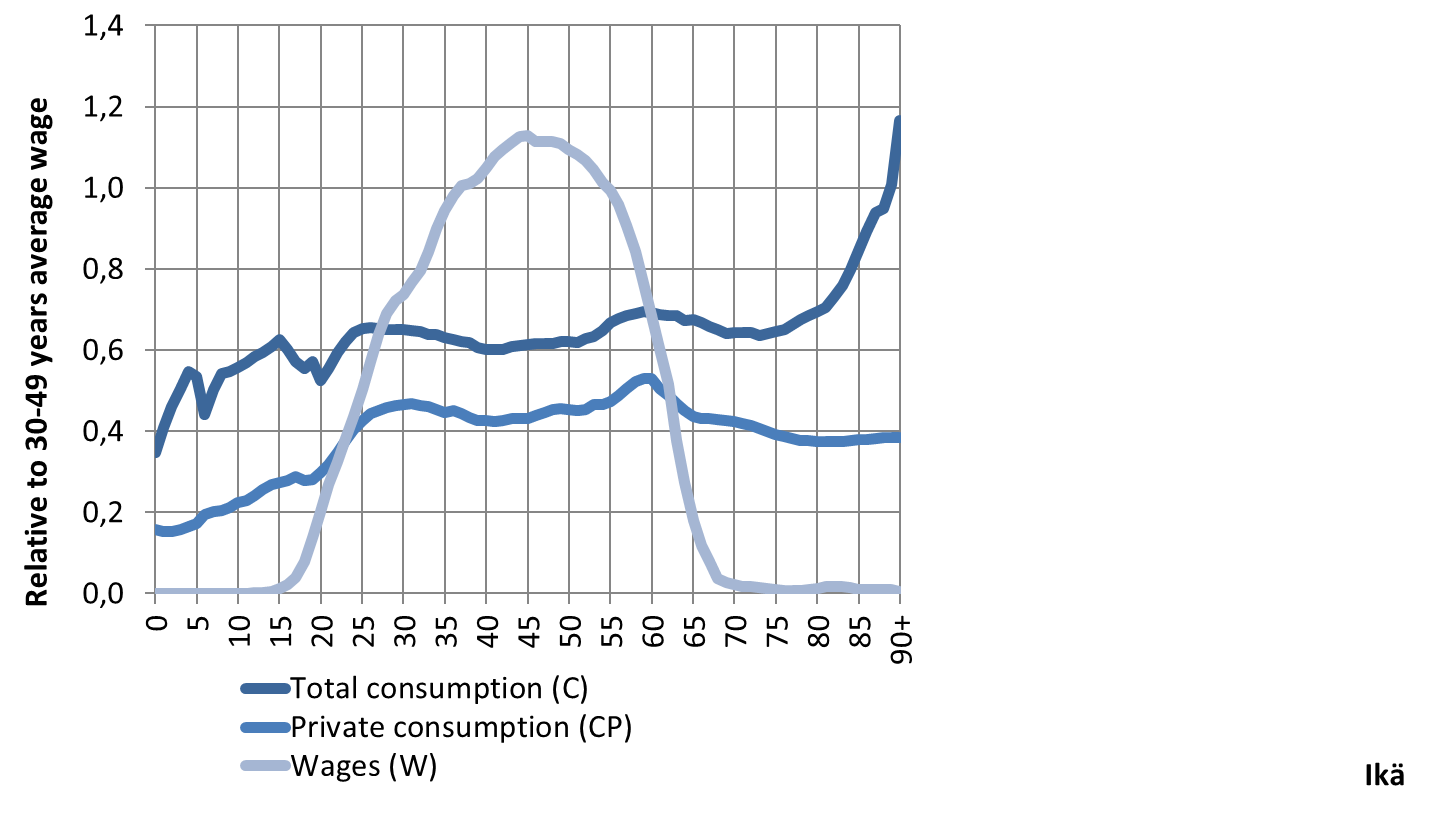 Relative to 30-49 years average wage
1,4
1,2
1,0
0,8
0,6
0,4
0,2
0,0
0 5 10 15 20 25 30 35 40 45 50 55 60 65 70 75 80 85 90+
Total consumption (C)
Private consumption (CP)
Wages (W)
Ikä